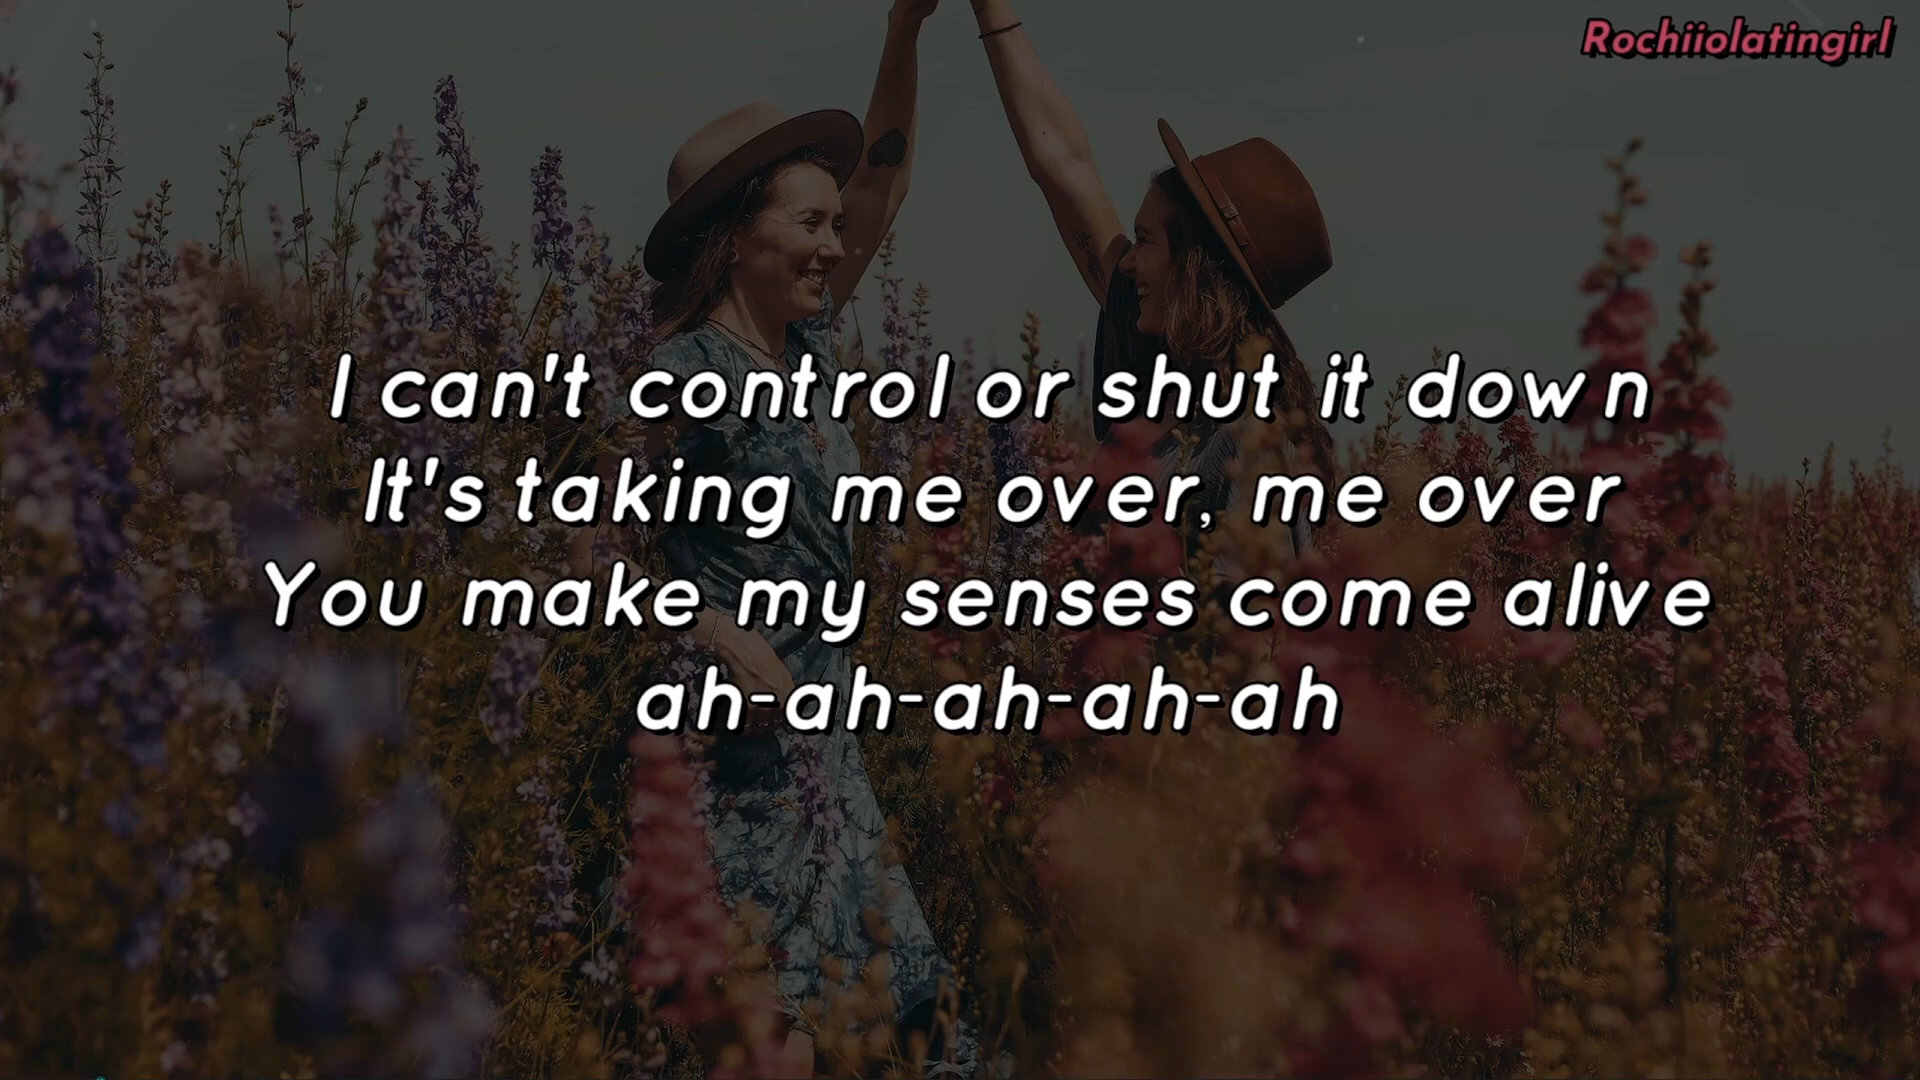 Rochiiolatingirl
I can't control or shut it down
It's taking me over, me over
You make my senses come alive
ah-ah-ah-ah-ah